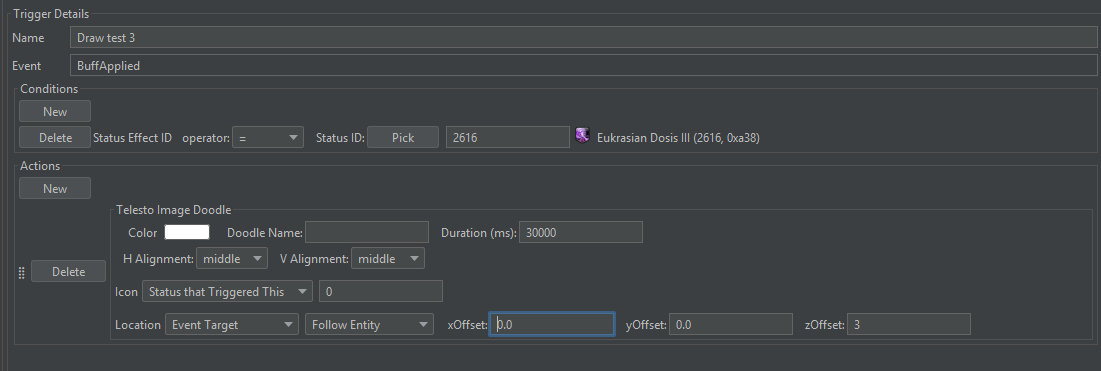 Trigger Details
Name Draw test 3
Event BuffApplied
Conditions
New
Delete Status Effect ID operator: = Status ID: Pick 2616 Eukrasian Dosis III (2616, 0xa38)
Actions
New
Telesto Image Doodle
Color Doodle Name: Duration (ms): 30000
H Alignment: middle V Alignment: middle
Delete
Icon Status that Triggered This 0
Location Event Target Follow Entity xOffset: 0.0 yOffset: 0.0 zOffset: 3